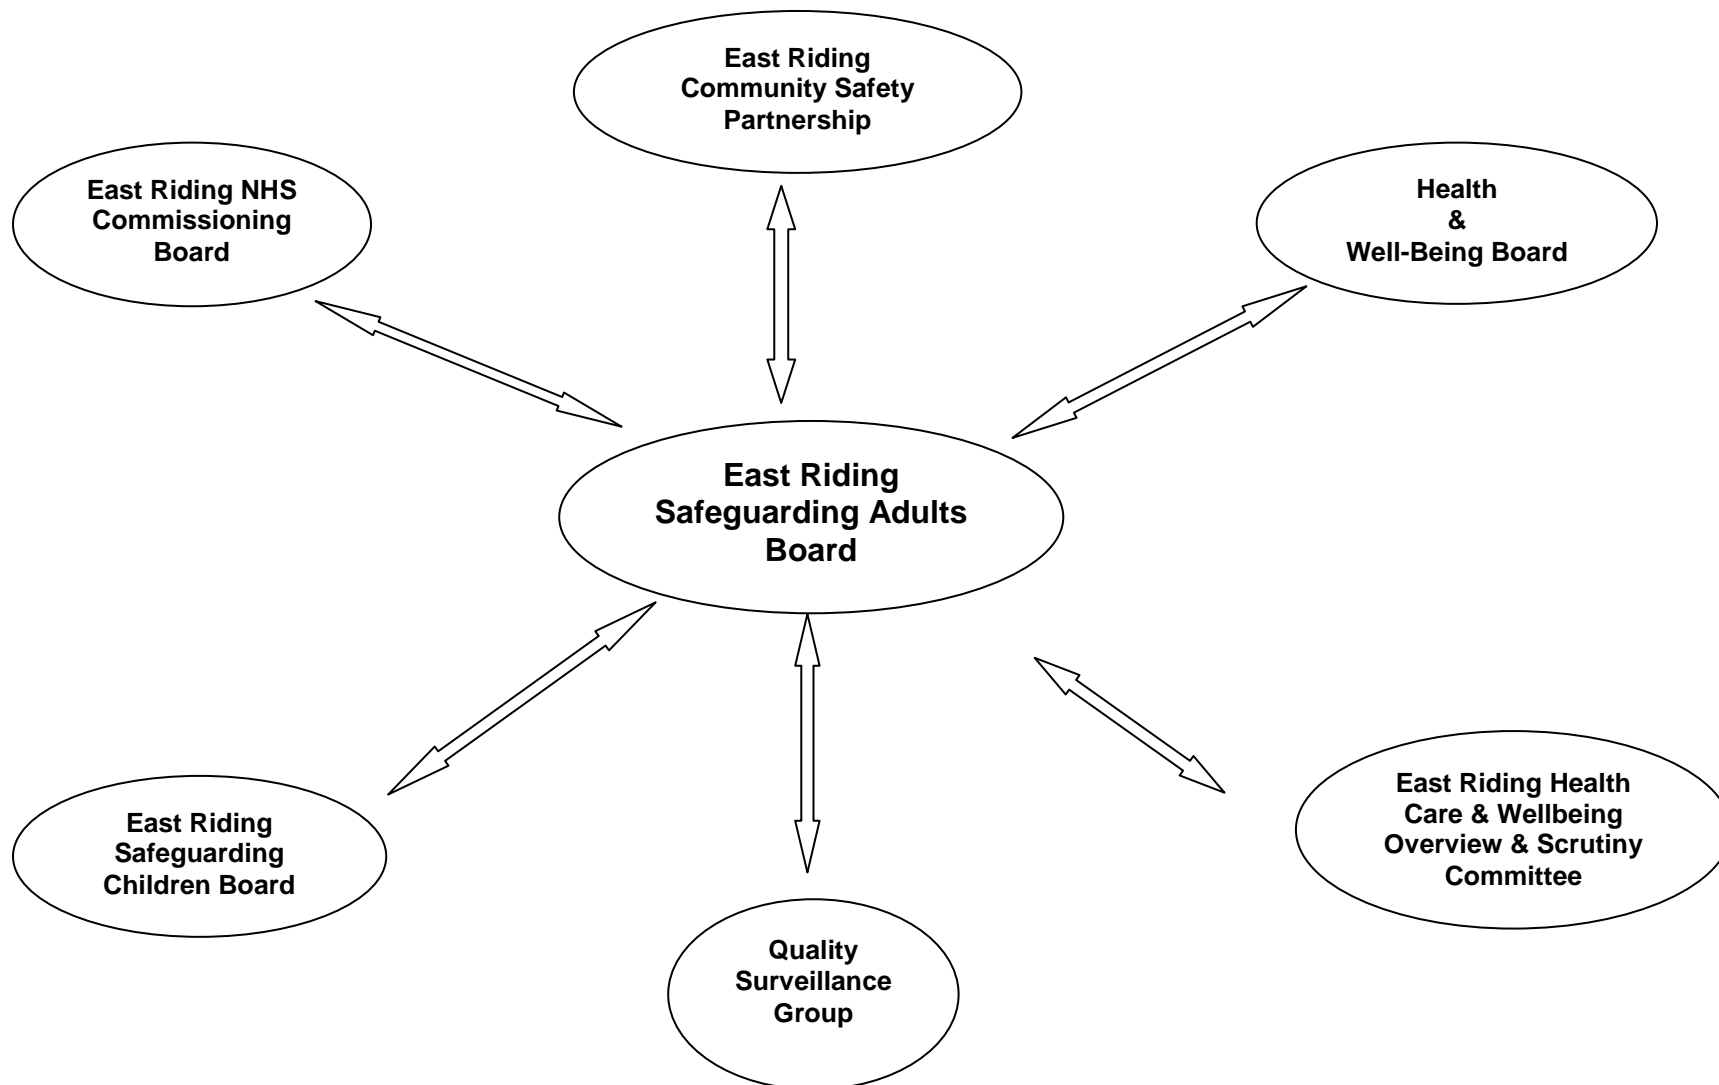 East Riding
Community Safety
Partnership
East Riding NHS
Commissioning
Board
Health
&
Well-Being Board
East Riding
Safeguarding Adults
Board
East Riding
Safeguarding
Children Board
East Riding Health
Care & Wellbeing
Overview & Scrutiny
Committee
Quality
Surveillance
Group